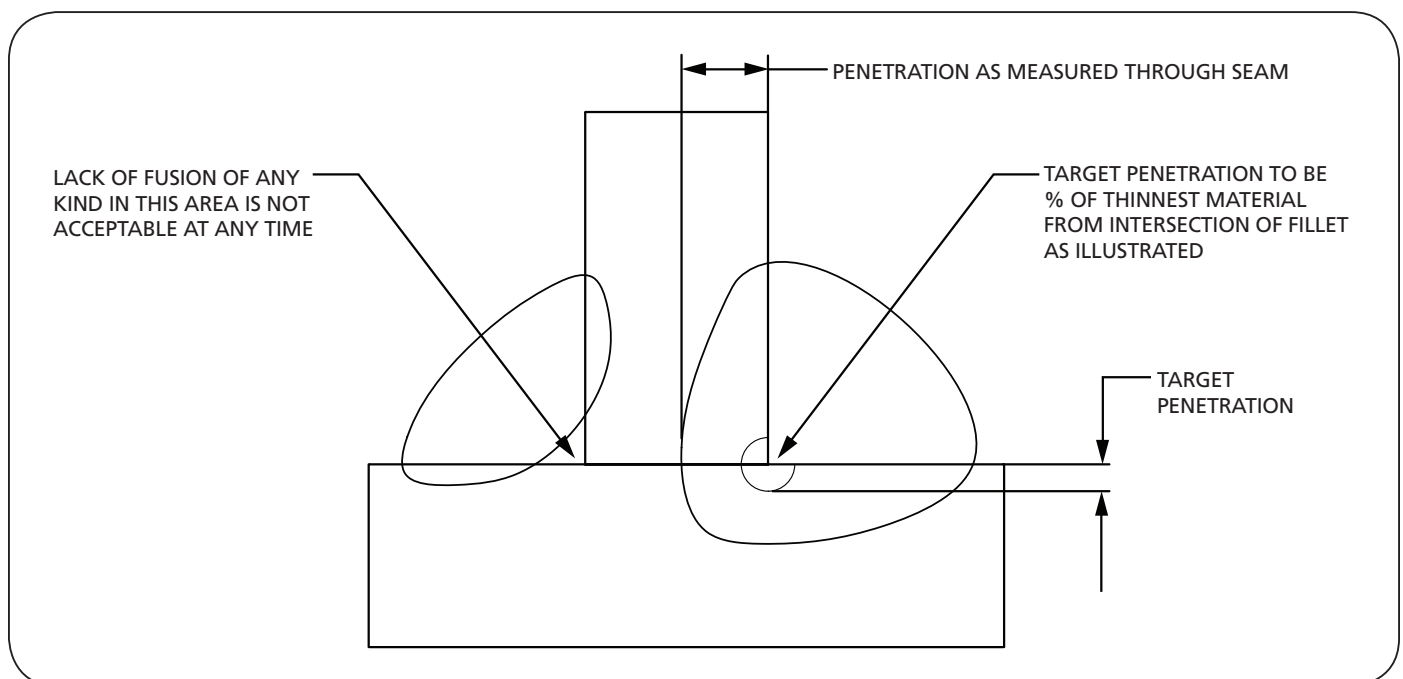 PENETRATION AS MEASURED THROUGH SEAM
LACK OF FUSION OF ANY
KIND IN THIS AREA IS NOT
ACCEPTABLE AT ANY TIME
TARGET PENETRATION TO BE
% OF THINNEST MATERIAL
FROM INTERSECTION OF FILLET
AS ILLUSTRATED
TARGET
PENETRATION